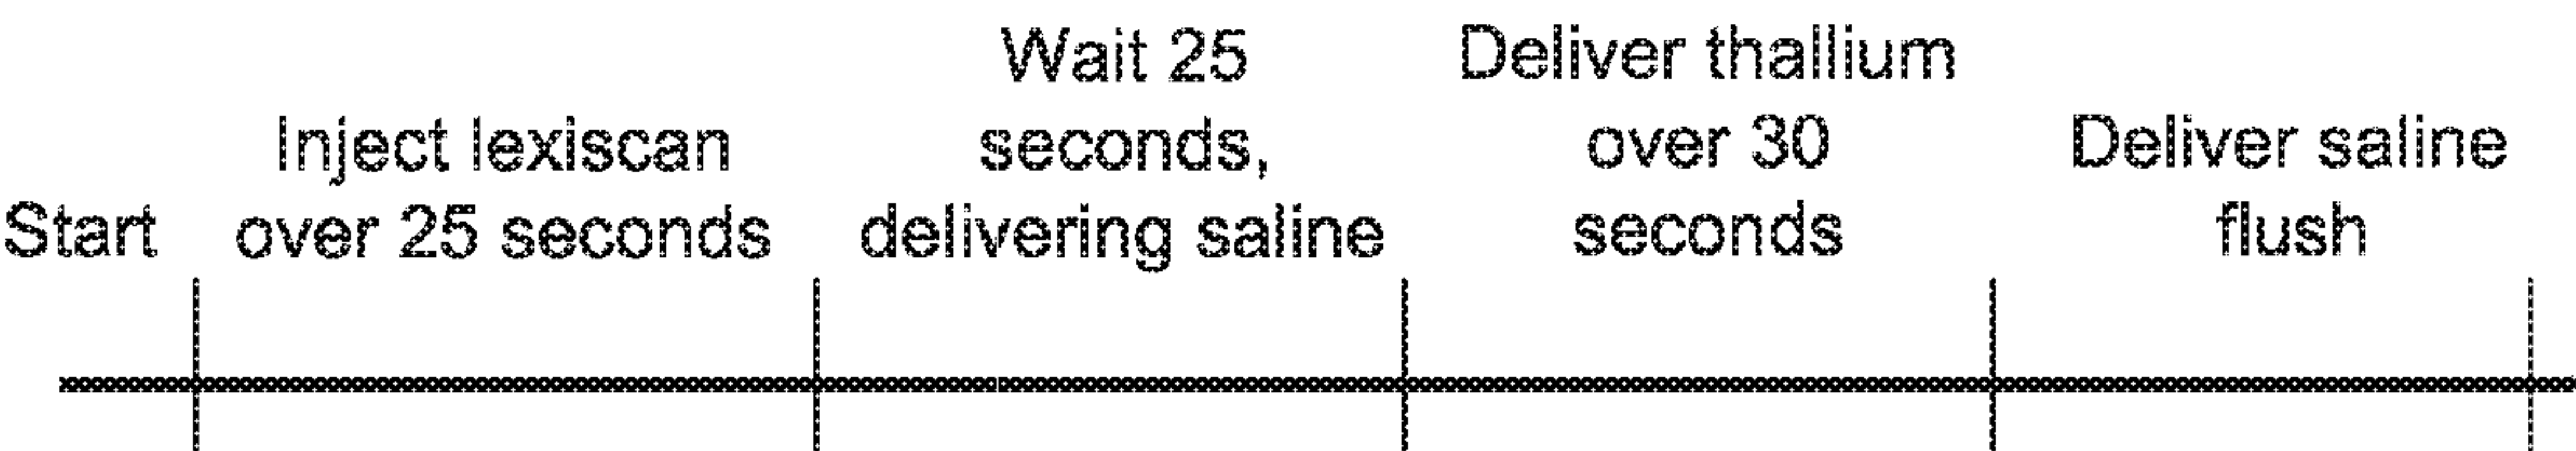 Start
Inject lexiscan
over 25 seconds
Wait 25
seconds,
delivering saline
Deliver thallium
over 30
seconds
Deliver saline
flush